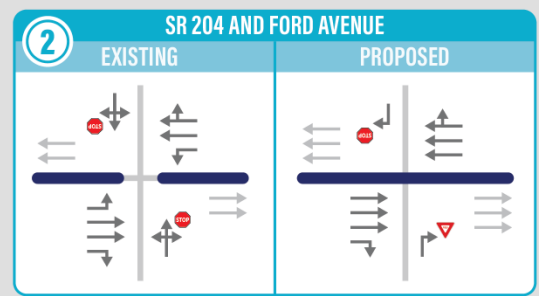 2
SR 204 AND FORD AVENUE
EXISTING
PROPOSED
STOP
STOP
STOP